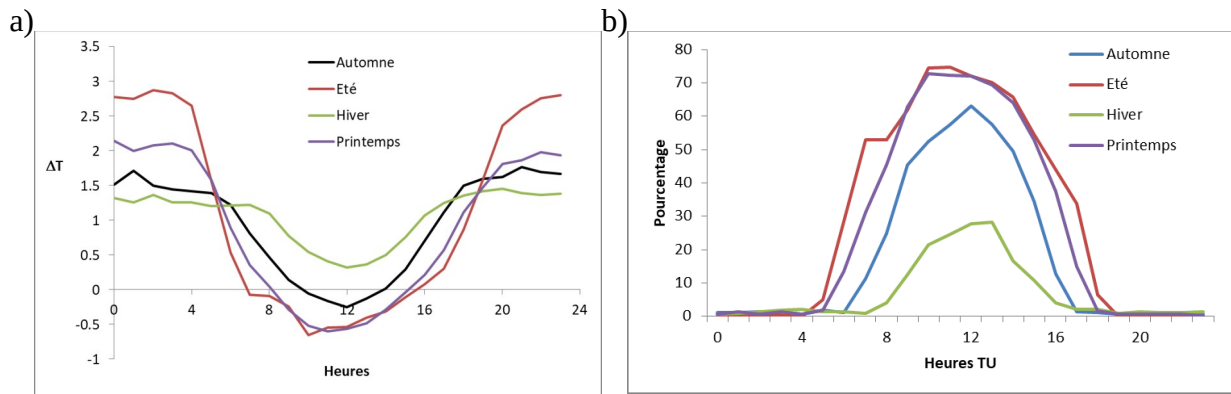 a)
3.5
3
2.5
2
1.5
1
0.5
0
-0.5
-1
ΔT
0 4 8 12 16 20 24
Heures
Automne
Eté
Hiver
Printemps
b)
80
70
60
50
40
30
20
10
0
Pourcentage
0 4 8 12 16 20
Heures TU
Automne
Eté
Hiver
Printemps